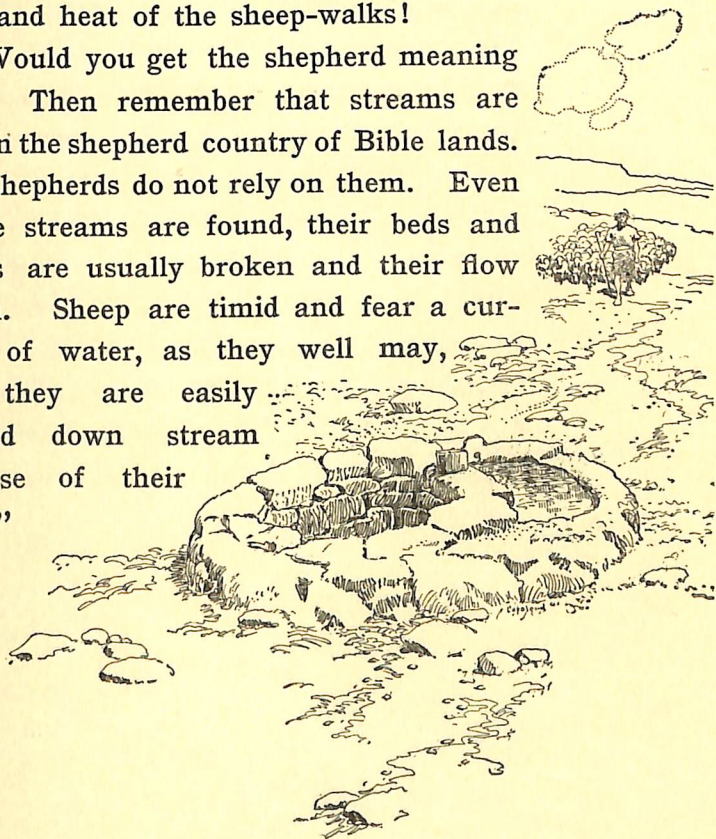 and heat of the sheep-walks!
Would you get the shepherd meaning
Then remember that streams are
n the shepherd country of Bible lands.
hepherds do not rely on them. Even
e streams are found, their beds and
s are usually broken and their flow
. Sheep are timid and fear a cur-
of water, as they well may,
they are easily
d down stream
se of their
”